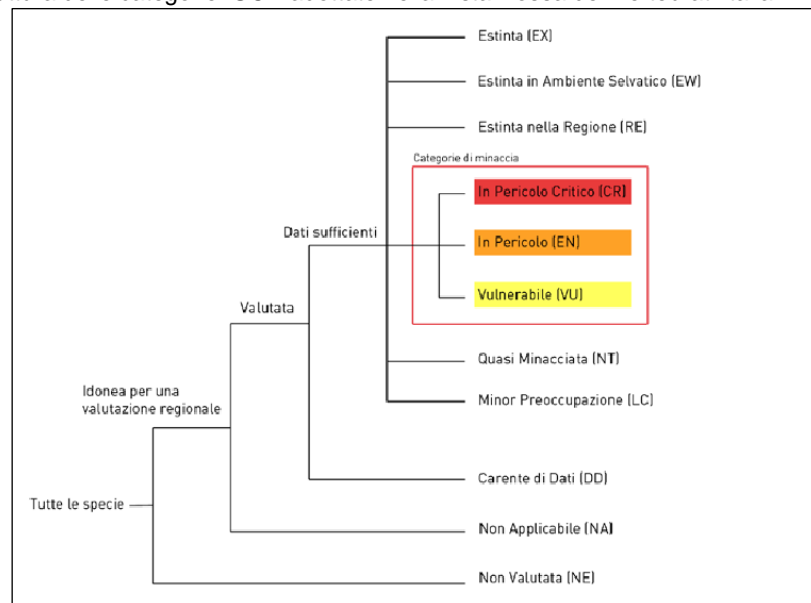 Estinta (EX)
Estinta in Ambiente Selvatico (EW)
Estinta nella Regione (RE)
Categorie di minaccia
In Pericolo Critico (CR)
Dati sufficienti
In Pericolo (EN)
Vulnerabile (VU)
Valutata
Quasi Minacciata (NT)
Idonea per una
valutazione regionale
Minor Preoccupazione (LC)
Carente di Dati (DD)
Tutte le specie
Non Applicabile (NA)
Non Valutata (NE)